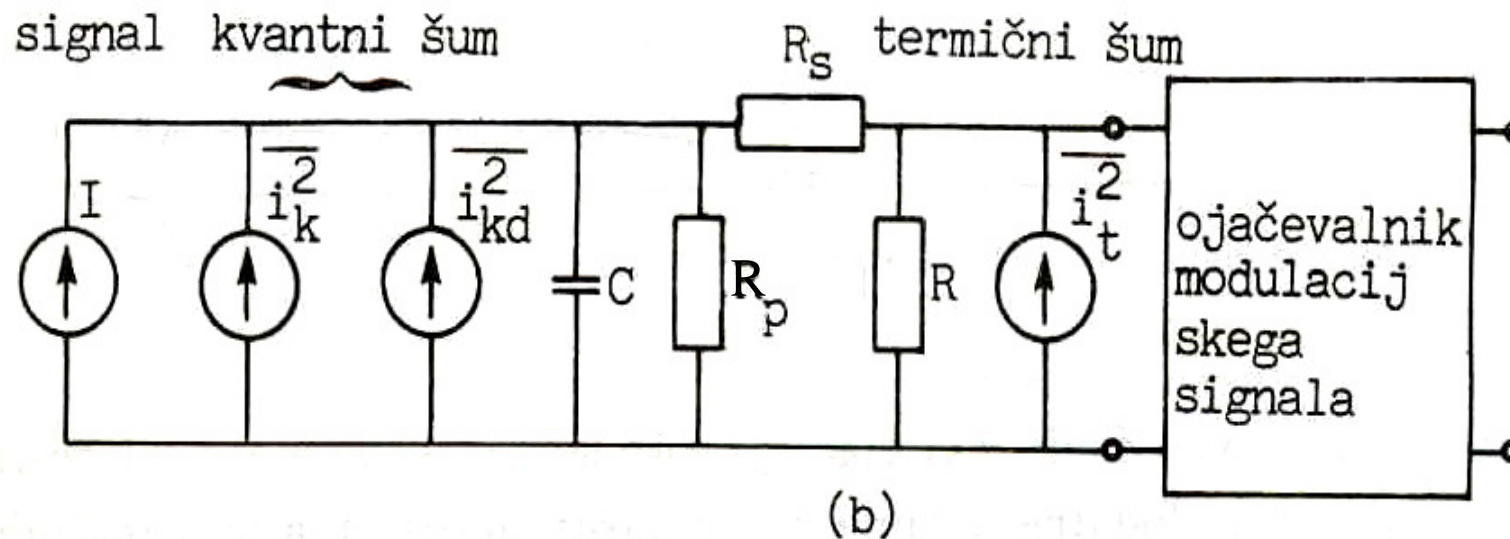 signal kvantni šum
R_s termični šum
I
i_k^2
i_kd^2
C
R_p
R
i_t^2
ojačevalnik
modulacij
skega
signala
(b)